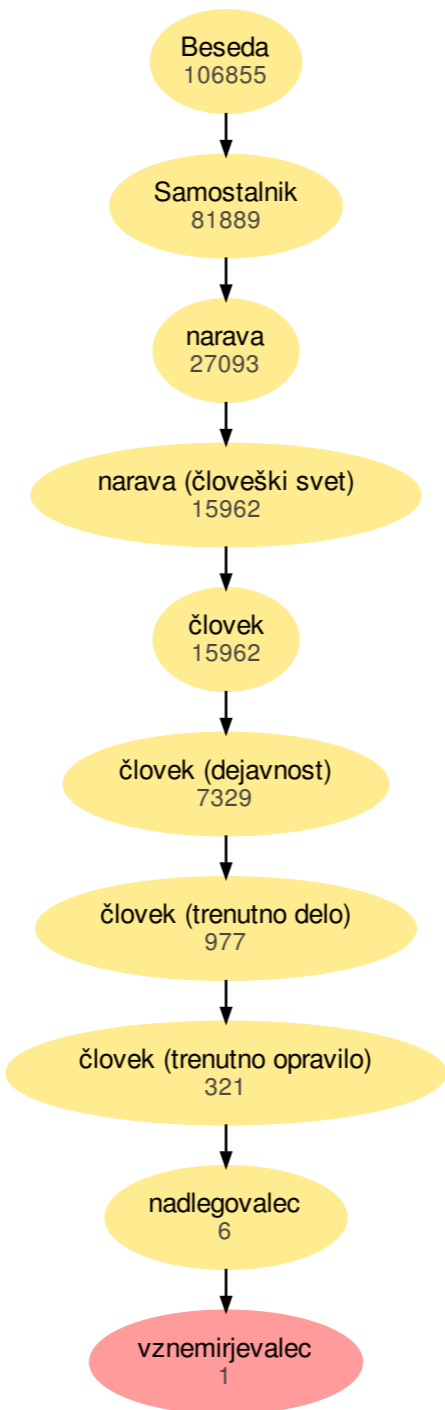 Beseda
106855
Samostalnik
81889
narava
27093
narava (človeški svet)
15962
človek
15962
človek (dejavnost)
7329
človek (trenutno delo)
977
človek (trenutno opravilo)
321
nadlegovalec
6
vznemirjevalec
1